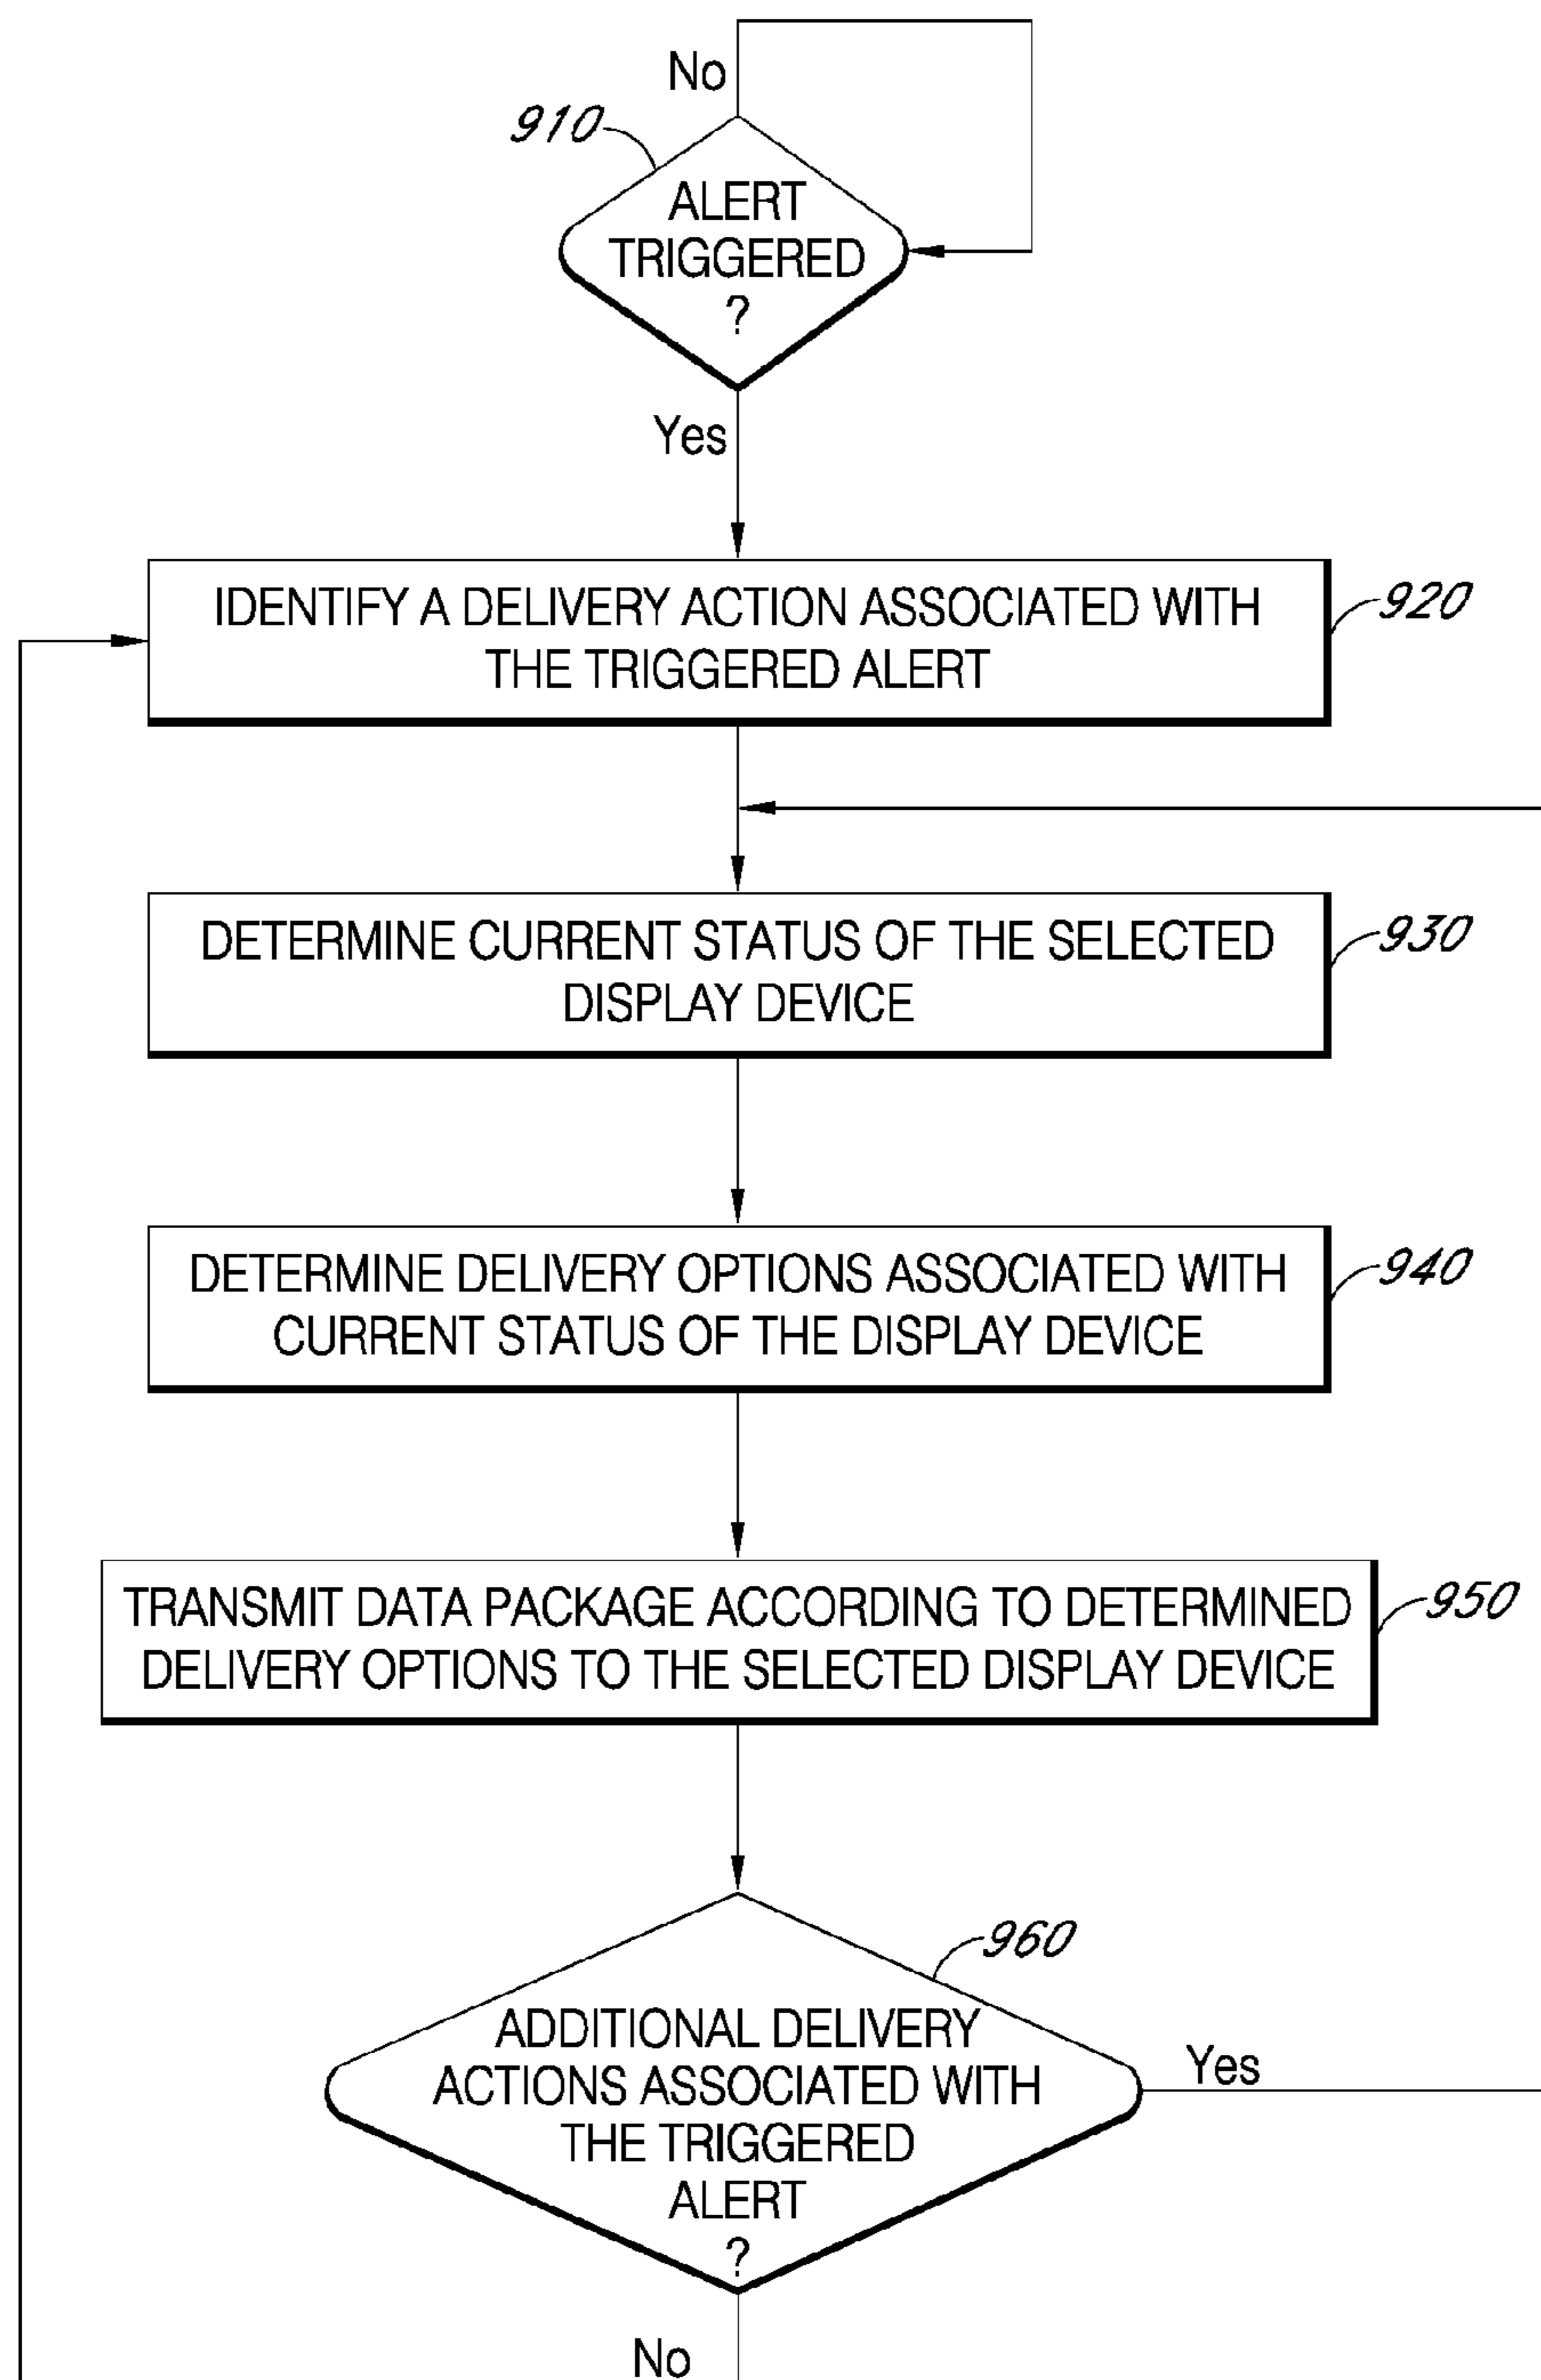 No
910
ALERT
TRIGGERED
?
Yes
IDENTIFY A DELIVERY ACTION ASSOCIATED WITH
THE TRIGGERED ALERT
920
DETERMINE CURRENT STATUS OF THE SELECTED
DISPLAY DEVICE
930
DETERMINE DELIVERY OPTIONS ASSOCIATED WITH
CURRENT STATUS OF THE DISPLAY DEVICE
940
TRANSMIT DATA PACKAGE ACCORDING TO DETERMINED
DELIVERY OPTIONS TO THE SELECTED DISPLAY DEVICE
950
960
ADDITIONAL DELIVERY
ACTIONS ASSOCIATED WITH
THE TRIGGERED
ALERT
?
Yes
No